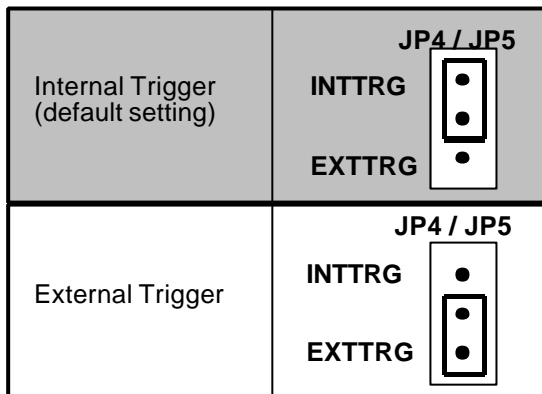 JP4 / JP5
Internal Trigger
(default setting)
INTTRG
EXTTRG
JP4 / JP5
External Trigger
INTTRG
EXTTRG